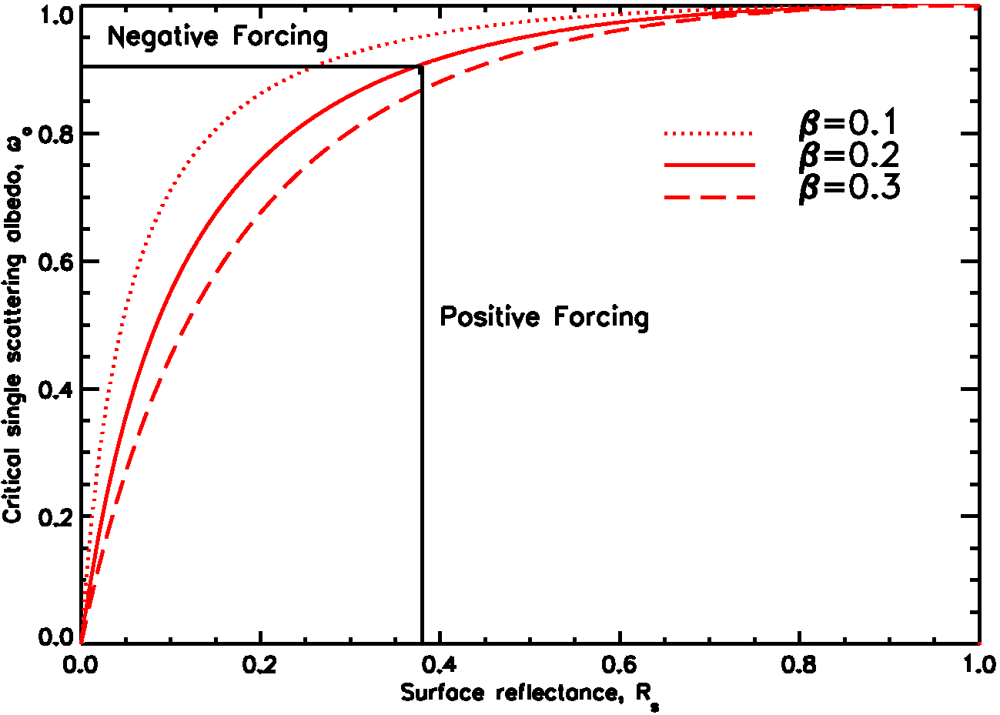 1.0
Negative Forcing
0.8
β=0.1
β=0.2
β=0.3
0.6
Positive Forcing
0.4
0.2
0.0
Critical single scattering albedo, ω₀
0.0 0.2 0.4 0.6 0.8 1.0
Surface reflectance, Rₛ